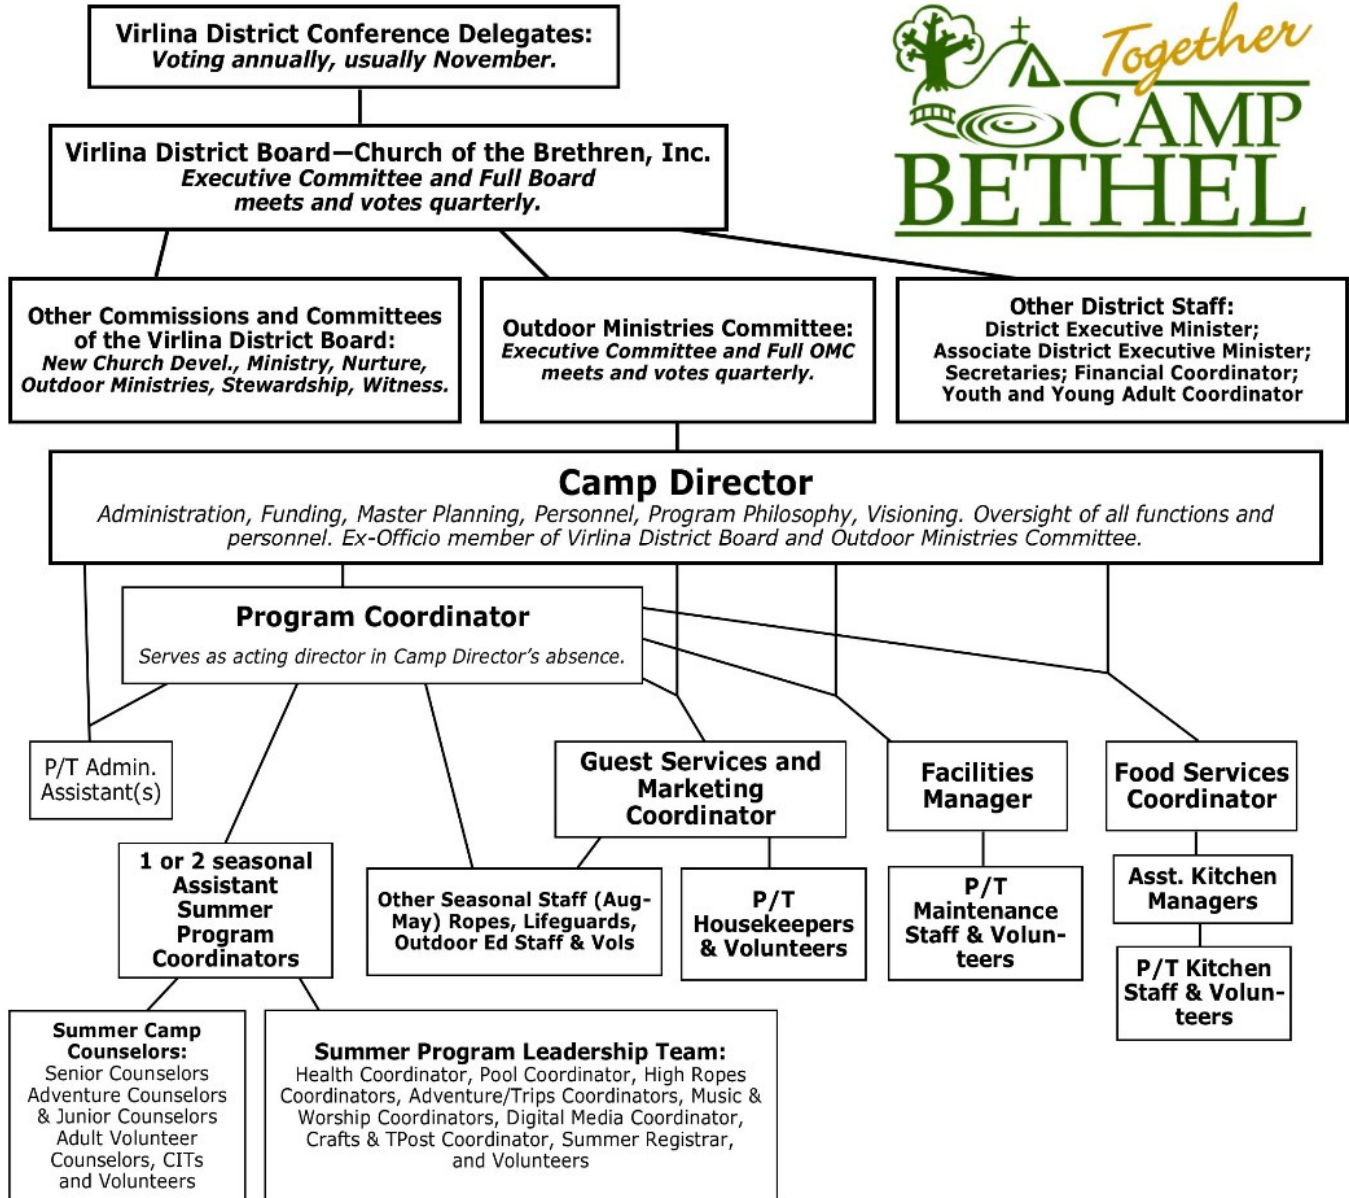 Virlina District Conference Delegates:
Voting annually, usually November.
Together
CAMP
BETHEL
Virlina District Board—Church of the Brethren, Inc.
Executive Committee and Full Board
meets and votes quarterly.
Other Commissions and Committees
of the Virlina District Board:
New Church Devel., Ministry, Nurture,
Outdoor Ministries, Stewardship, Witness.
Outdoor Ministries Committee:
Executive Committee and Full OMC
meets and votes quarterly.
Other District Staff:
District Executive Minister;
Associate District Executive Minister;
Secretaries; Financial Coordinator;
Youth and Young Adult Coordinator
Camp Director
Administration, Funding, Master Planning, Personnel, Program Philosophy, Visioning. Oversight of all functions and
personnel. Ex-Officio member of Virlina District Board and Outdoor Ministries Committee.
Program Coordinator
Serves as acting director in Camp Director's absence.
P/T Admin.
Assistant(s)
Guest Services and
Marketing
Coordinator
Facilities
Manager
Food Services
Coordinator
1 or 2 seasonal
Assistant
Summer
Program
Coordinators
Other Seasonal Staff (Aug-
May) Ropes, Lifeguards,
Outdoor Ed Staff & Vols
P/T
Housekeepers
& Volunteers
P/T
Maintenance
Staff & Volun-
teers
Asst. Kitchen
Managers
P/T Kitchen
Staff & Volun-
teers
Summer Camp
Counselors:
Senior Counselors
Adventure Counselors
& Junior Counselors
Adult Volunteer
Counselors, CITs
and Volunteers
Summer Program Leadership Team:
Health Coordinator, Pool Coordinator, High Ropes
Coordinators, Adventure/Trips Coordinators, Music &
Worship Coordinators, Digital Media Coordinator,
Crafts & TPost Coordinator, Summer Registrar,
and Volunteers